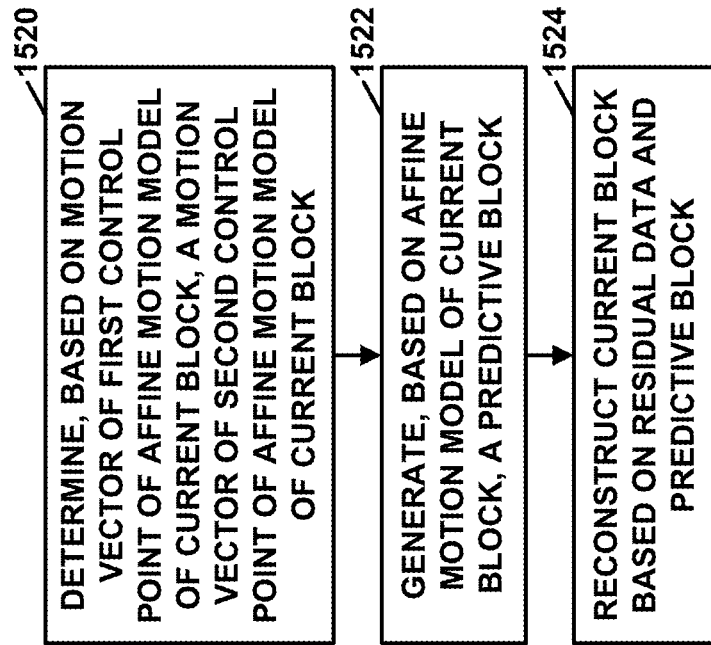 1520
DETERMINE, BASED ON MOTION
VECTOR OF FIRST CONTROL
POINT OF AFFINE MOTION MODEL
OF CURRENT BLOCK, A MOTION
VECTOR OF SECOND CONTROL
POINT OF AFFINE MOTION MODEL
OF CURRENT BLOCK
1522
GENERATE, BASED ON AFFINE
MOTION MODEL OF CURRENT
BLOCK, A PREDICTIVE BLOCK
1524
RECONSTRUCT CURRENT BLOCK
BASED ON RESIDUAL DATA AND
PREDICTIVE BLOCK